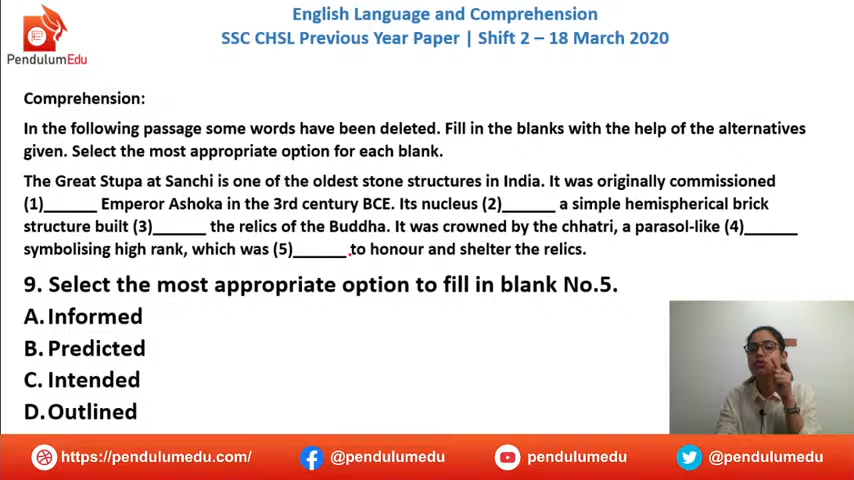 English Language and Comprehension
SSC CHSL Previous Year Paper | Shift 2 – 18 March 2020
PendulumEdu
Comprehension:
In the following passage some words have been deleted. Fill in the blanks with the help of the alternatives
given. Select the most appropriate option for each blank.
The Great Stupa at Sanchi is one of the oldest stone structures in India. It was originally commissioned
(1)______ Emperor Ashoka in the 3rd century BCE. Its nucleus (2)______ a simple hemispherical brick
structure built (3)______ the relics of the Buddha. It was crowned by the chhatri, a parasol-like (4)______
symbolising high rank, which was (5)______ to honour and shelter the relics.
9. Select the most appropriate option to fill in blank No.5.
A. Informed
B. Predicted
C. Intended
D. Outlined
https://pendulumedu.com/ @pendulumedu pendulumedu @pendulumedu